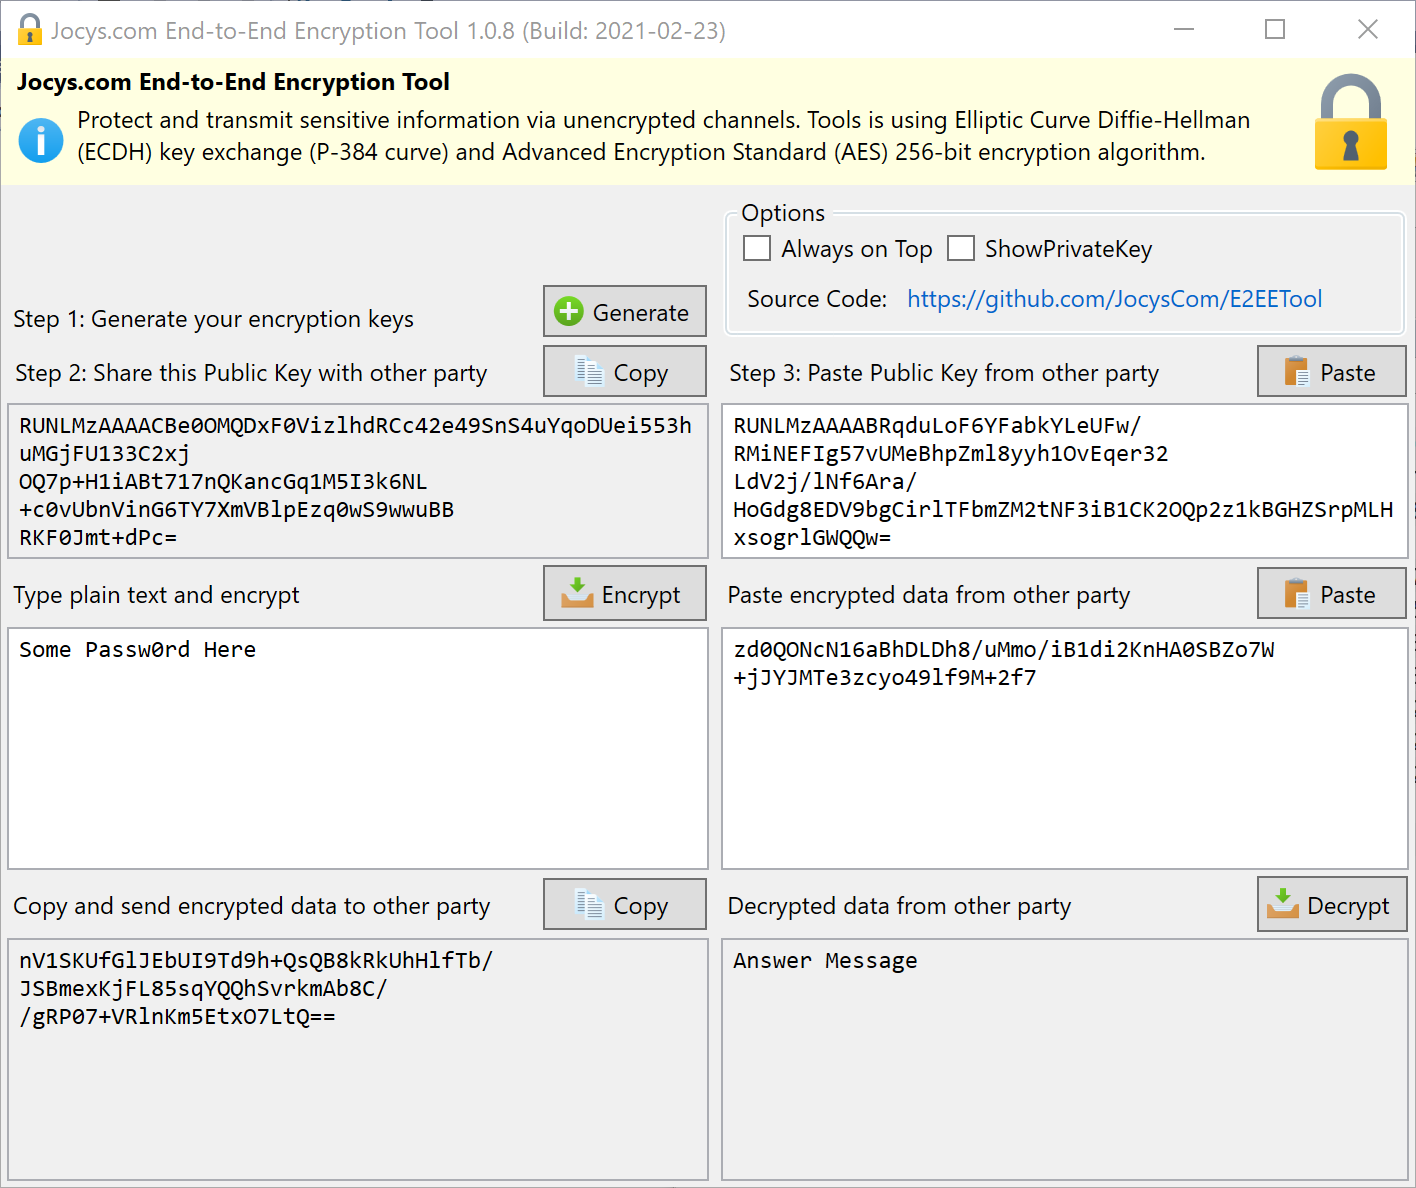 Jocys.com End-to-End Encryption Tool 1.0.8 (Build: 2021-02-23)
Jocys.com End-to-End Encryption Tool
Protect and transmit sensitive information via unencrypted channels. Tools is using Elliptic Curve Diffie-Hellman
(ECDH) key exchange (P-384 curve) and Advanced Encryption Standard (AES) 256-bit encryption algorithm.
Options
Always on Top
ShowPrivateKey
Source Code: https://github.com/JocysCom/E2EETool
Step 1: Generate your encryption keys
Generate
Step 2: Share this Public Key with other party
Copy
RUNLMzAAAACBe0OMQDxF0VizlhdRCc42e49SnS4uYqoDUei553h
uMGjFU133C2xj
OQ7p+H1iABt717nQKancGq1M5I3k6NL
+c0vUbnVinG6TY7XmVBlpEzq0wS9wwuBB
RKF0Jmt+dPc=
Step 3: Paste Public Key from other party
Paste
RUNLMzAAAABRqduLoF6YFabkYLeUFw/
RMiNEFIg57vUMeBhpZml8yyh1OvEqer32
LdV2j/lNf6Ara/
HoGdg8EDV9bgCirlTFbmZM2tNF3iB1CK2OQp2z1kBGHZSrpMLH
xsogrlGWQQw=
Type plain text and encrypt
Encrypt
Some Passw0rd Here
Paste encrypted data from other party
Paste
zd0QONcN16aBhDLDh8/uMmo/iB1di2KnHA0SBZo7W
+jJYJMTe3zcyo49lf9M+2f7
Copy and send encrypted data to other party
Copy
nV1SKUfGlJEbUI9Td9h+QsQB8kRkUhHlfTb/
JSBmexKjFL85sqYQQhSvrkmAb8C/
/gRP07+VRlnKm5EtxO7LtQ==
Decrypted data from other party
Decrypt
Answer Message